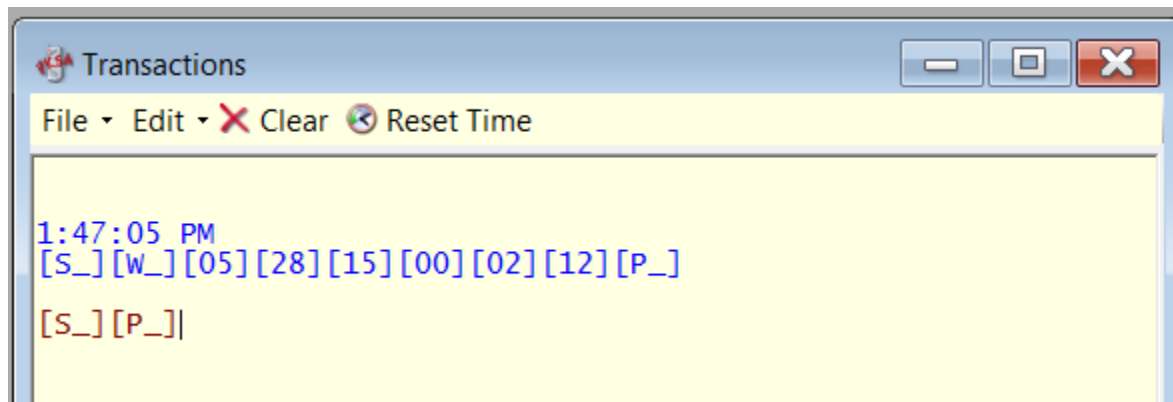 Transactions
File Edit Clear Reset Time
1:47:05 PM
[S_][W_][05][28][15][00][02][12][P_]
[S_][P_]